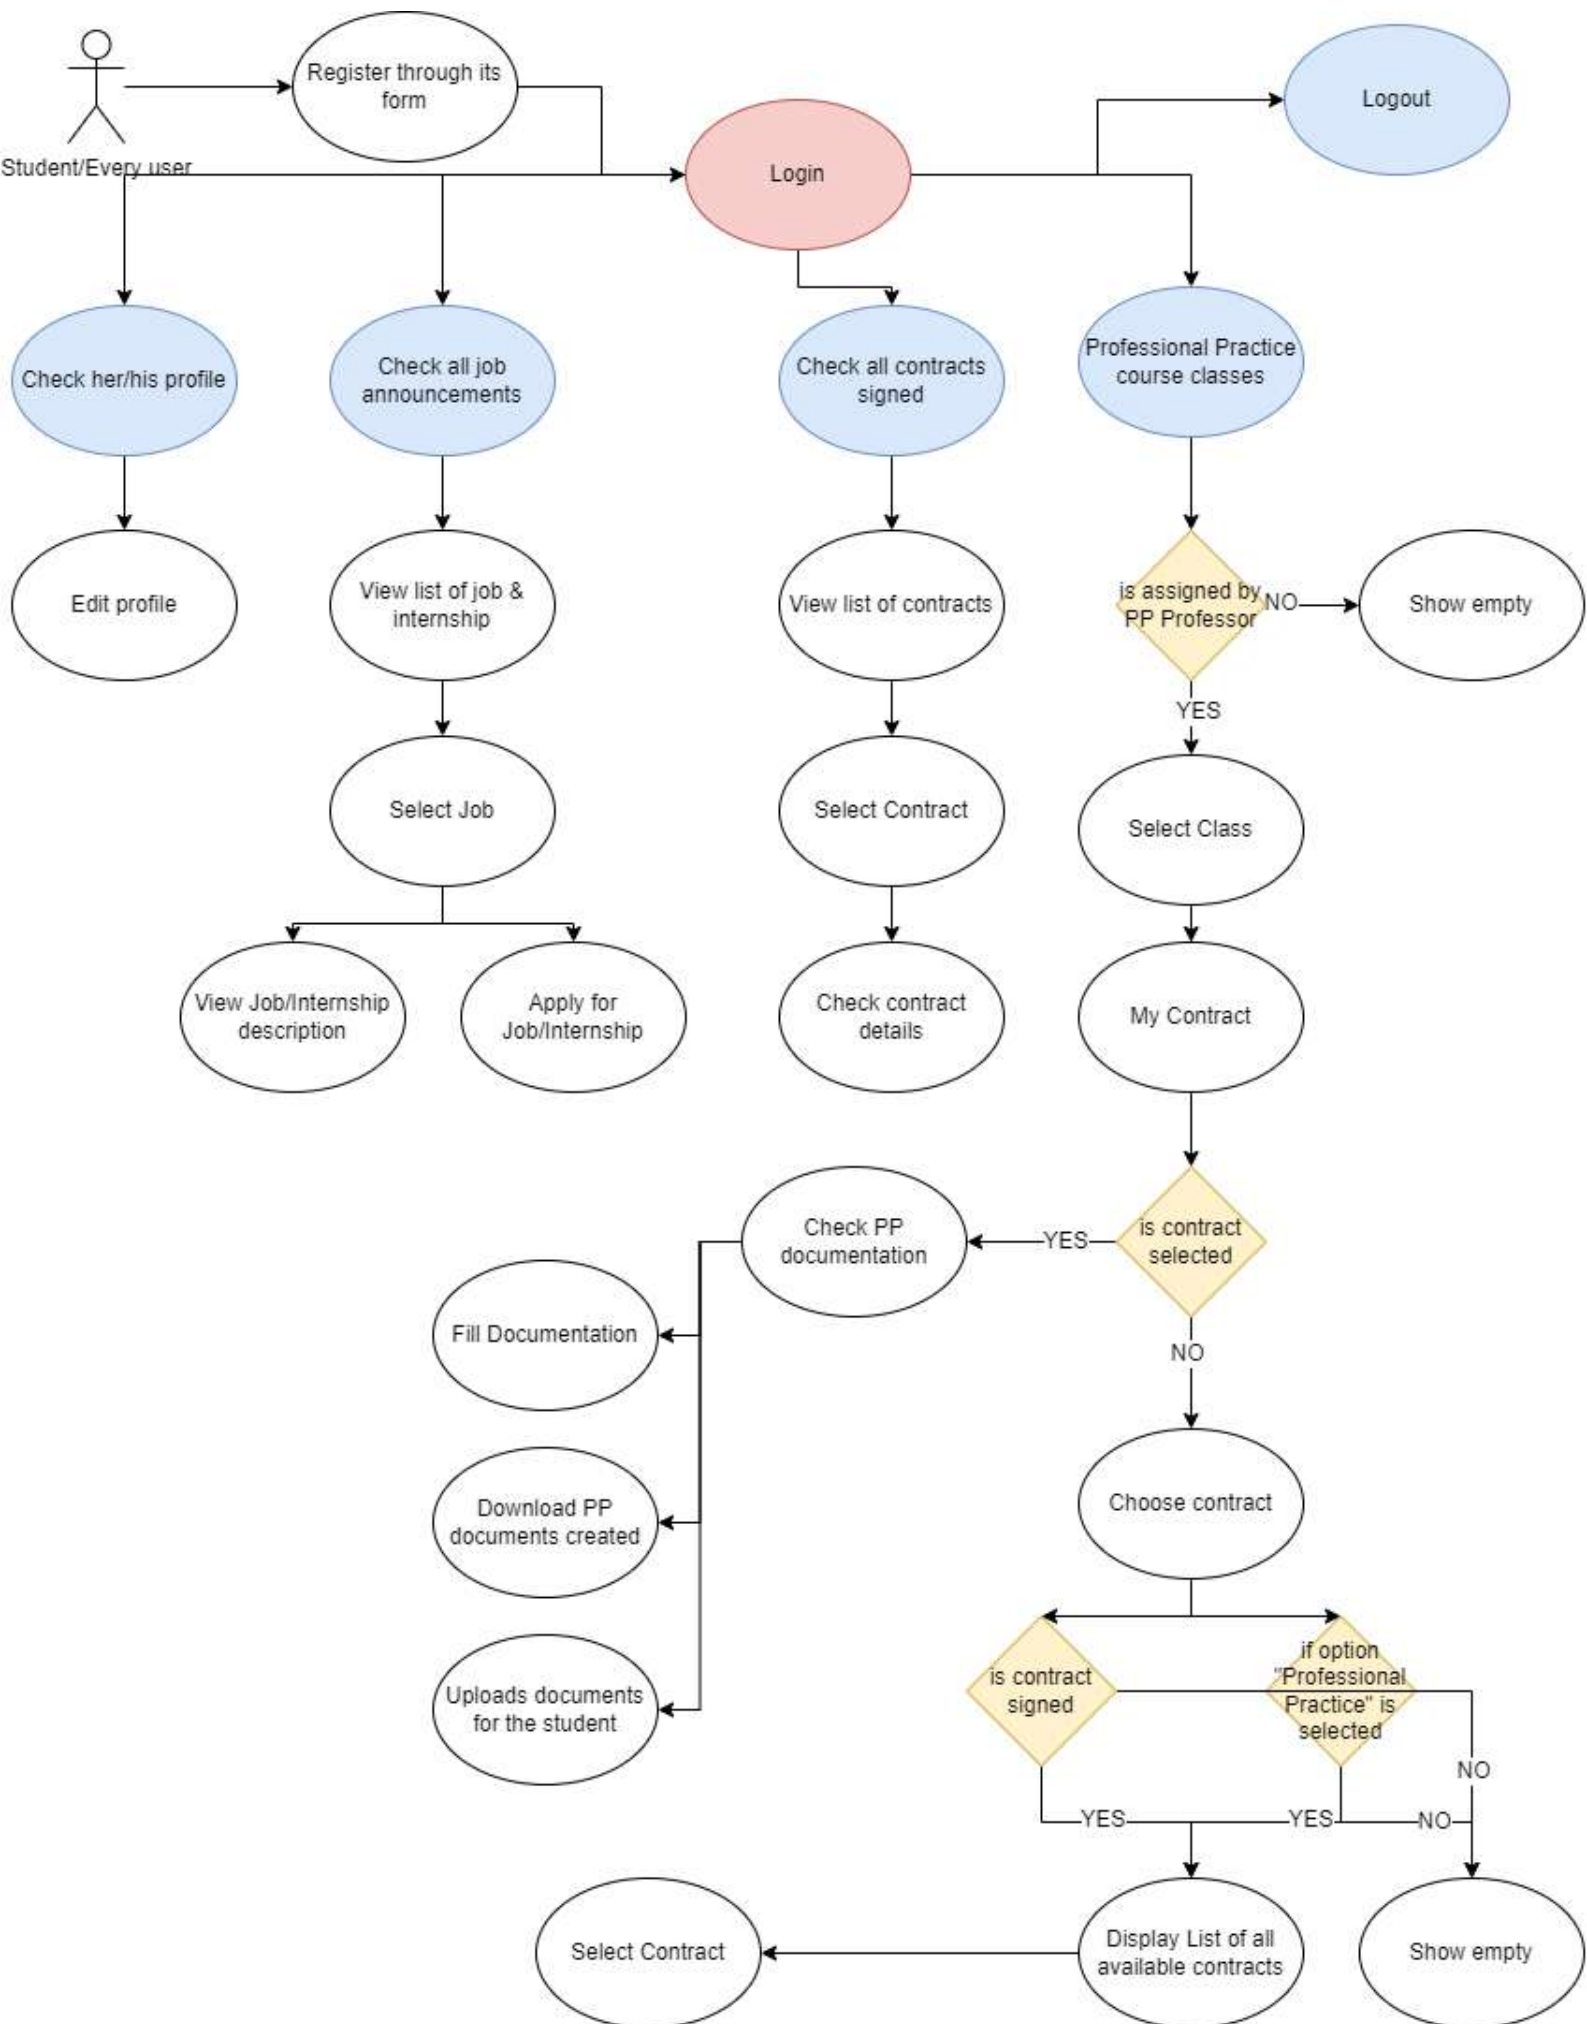 Register through its
form
Logout
Student/Every user
Login
Check her/his profile
Check all job
announcements
Check all contracts
signed
Professional Practice
course classes
Edit profile
View list of job &
internship
View list of contracts
is assigned by
PP Professor
NO
Show empty
YES
Select Job
Select Contract
Select Class
View Job/Internship
description
Apply for
Job/Internship
Check contract
details
My Contract
Check PP
documentation
YES
is contract
selected
Fill Documentation
NO
Download PP
documents created
Choose contract
Uploads documents
for the student
is contract
signed
if option
"Professional
Practice" is
selected
NO
YES
YES
NO
Select Contract
Display List of all
available contracts
Show empty